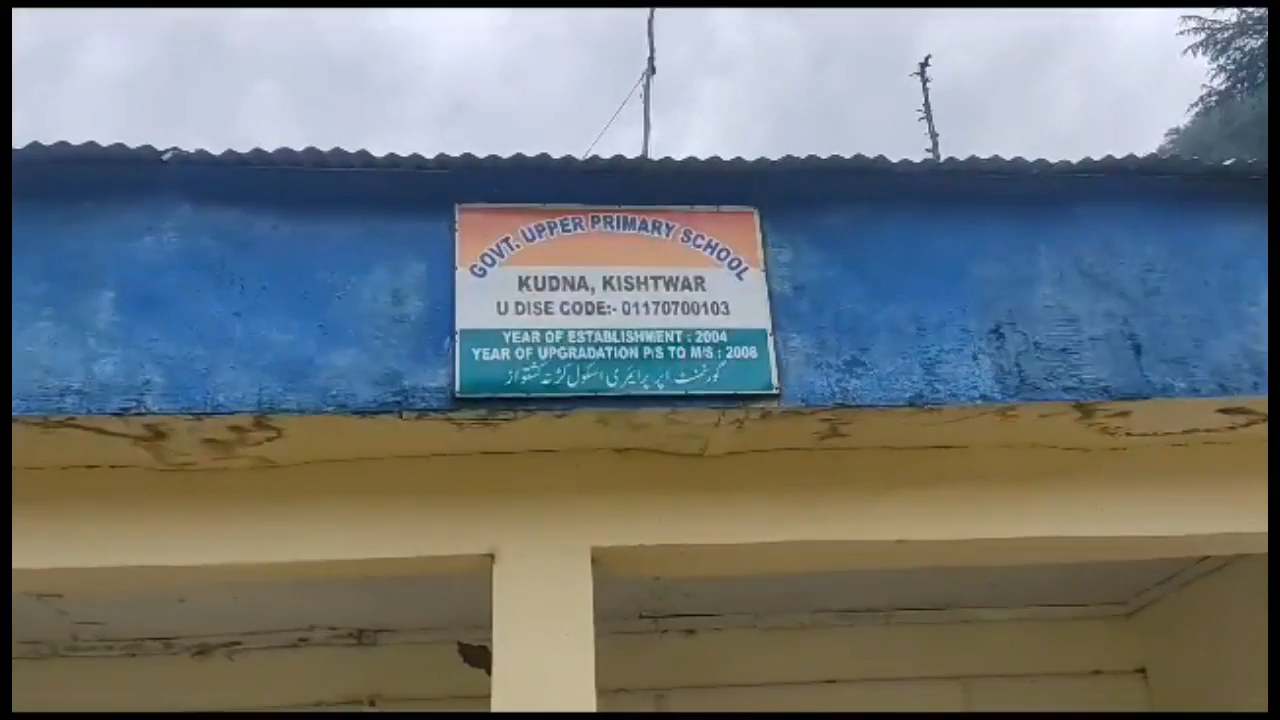 GOVT. UPPER PRIMARY SCHOOL
KUDNA, KISHTWAR
U DISE CODE:- 01170700103
YEAR OF ESTABLISHMENT : 2004
YEAR OF UPGRADATION P/S TO M/S : 2008
گورنمنٹ اپر پرائمری اسکول کشتواڑ